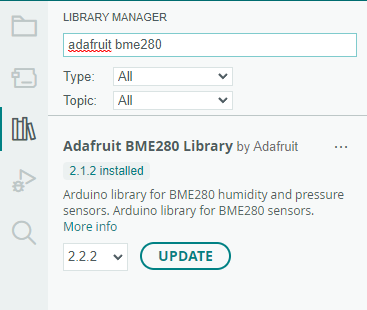 LIBRARY MANAGER
adafruit bme280
Type: All
Topic: All
Adafruit BME280 Library by Adafruit ...
2.1.2 installed
Arduino library for BME280 humidity and pressure
sensors. Arduino library for BME280 sensors.
More info
2.2.2 UPDATE